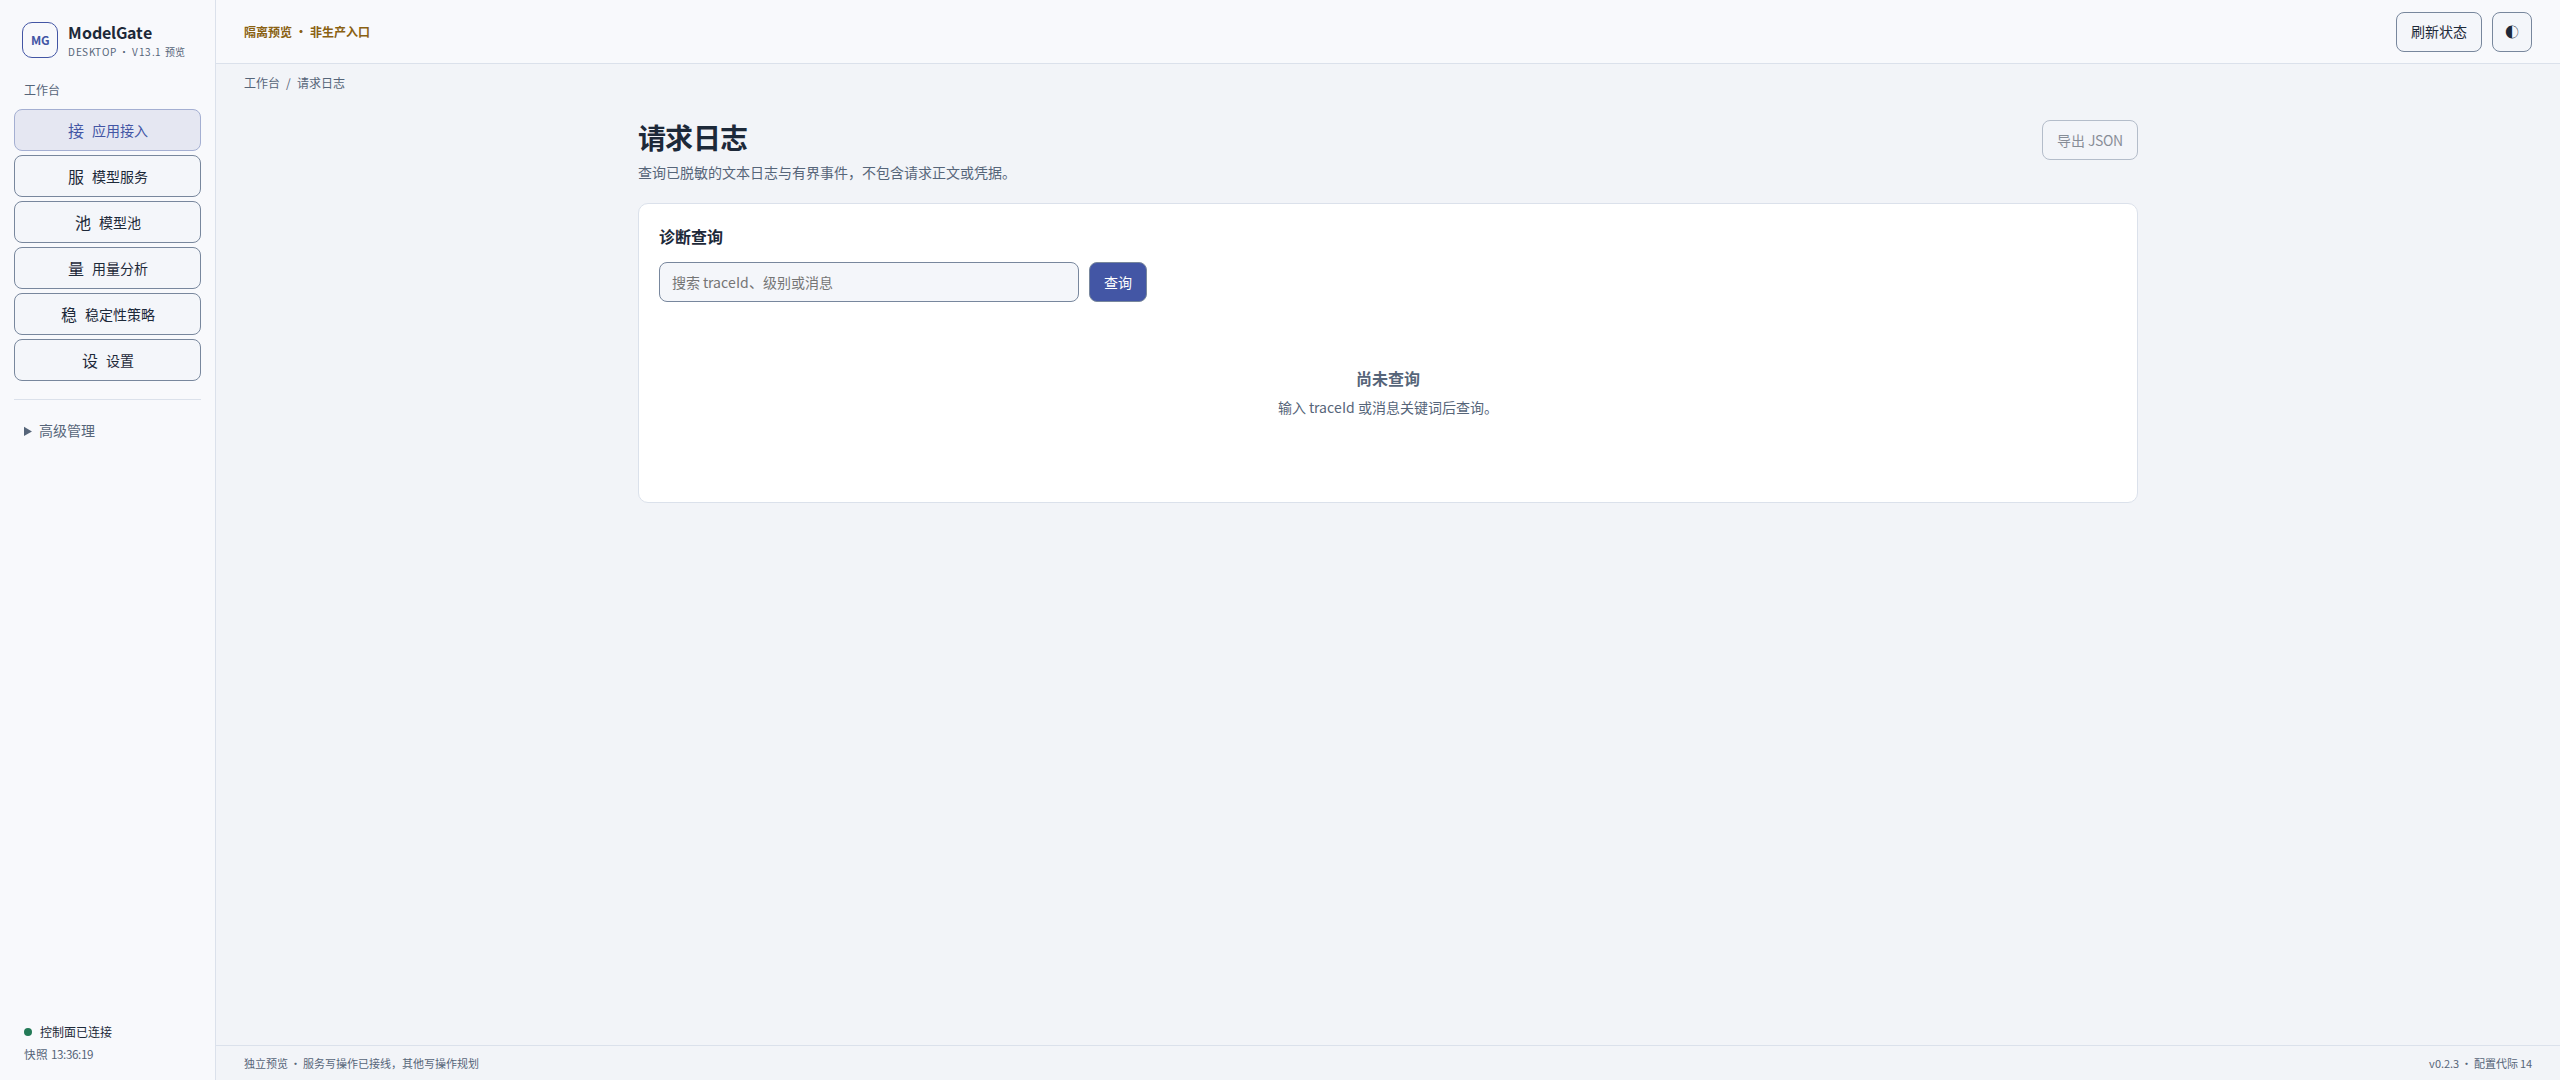 MG
ModelGate
DESKTOP · V13.1 预览
工作台
接 应用接入
服 模型服务
池 模型池
量 用量分析
稳 稳定性策略
设 设置
▶ 高级管理
控制面已连接
快照 13:36:19
隔离预览 · 非生产入口
刷新状态
工作台 / 请求日志
请求日志
导出 JSON
查询已脱敏的文本日志与有界事件，不包含请求正文或凭据。
诊断查询
搜索 traceId、级别或消息
查询
尚未查询
输入 traceId 或消息关键词后查询。
独立预览 · 服务写操作已接线，其他写操作规划
v0.2.3 · 配置代际 14